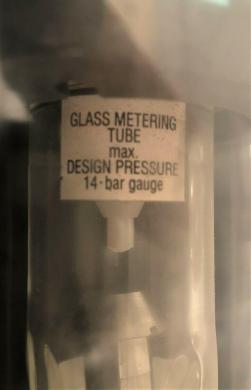 GLASS METERING
TUBE
max.
DESIGN PRESSURE
14-bar gauge